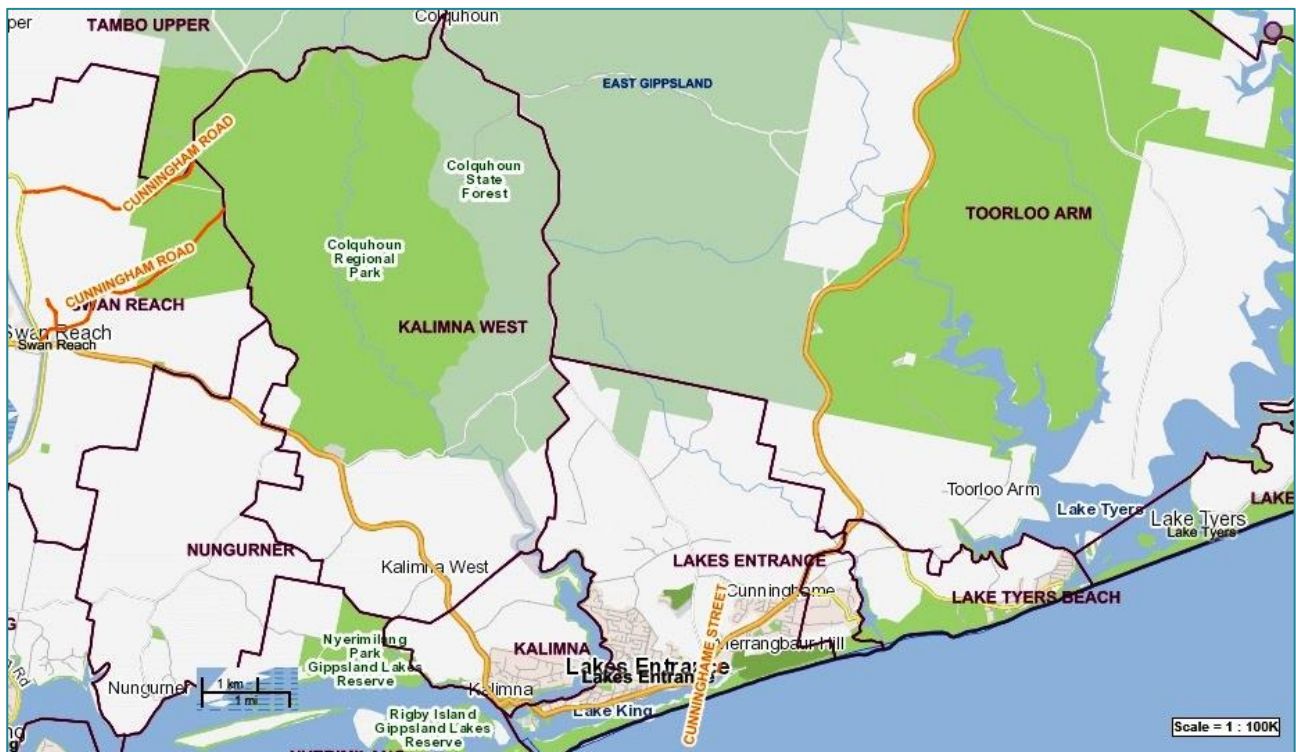 Colquhoun
per
TAMBO UPPER
EAST GIPPSLAND
CUNNINGHAM ROAD
Colquhoun
State
Forest
TOORLOO ARM
Colquhoun
Regional
Park
CUNNINGHAM ROAD
SWAN REACH
KALIMNA WEST
Swan Reach
Swan Reach
Toorloo Arm
LAKE
Lake Tyers
Lake Tyers
Lake Tyers
NUNGURNER
LAKES ENTRANCE
Kalimna West
Cunninghame
LAKE TYERS BEACH
CUNNINGHAME STREET
Nyerimilang
Park
Gippsland Lakes
Reserve
KALIMNA
Merrangbaur Hill
G
Rd
Lakes Entrance
Lakes Entrance
Nungurner
1 km
1 mi
Kalimna
Rigby Island
Gippsland Lakes
Reserve
Lake King
Scale = 1 : 100K